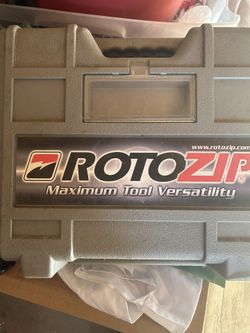 www.rotozip.com
ROTOZIP®
Maximum Tool Versatility